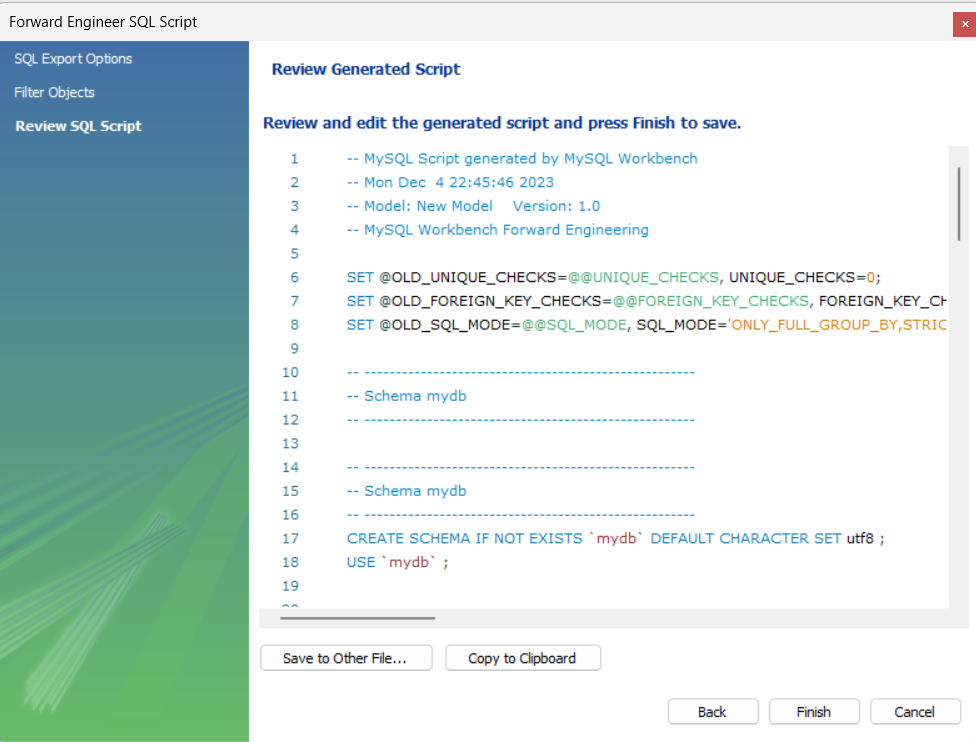 Forward Engineer SQL Script
SQL Export Options
Filter Objects
Review SQL Script
Review Generated Script
Review and edit the generated script and press Finish to save.
1 -- MySQL Script generated by MySQL Workbench
2 -- Mon Dec  4 22:45:46 2023
3 -- Model: New Model    Version: 1.0
4 -- MySQL Workbench Forward Engineering
5
6 SET @OLD_UNIQUE_CHECKS=@@UNIQUE_CHECKS, UNIQUE_CHECKS=0;
7 SET @OLD_FOREIGN_KEY_CHECKS=@@FOREIGN_KEY_CHECKS, FOREIGN_KEY_CH
8 SET @OLD_SQL_MODE=@@SQL_MODE, SQL_MODE='ONLY_FULL_GROUP_BY,STRIC
9
10 -- -----------------------------------------------------
11 -- Schema mydb
12 -- -----------------------------------------------------
13
14 -- -----------------------------------------------------
15 -- Schema mydb
16 -- -----------------------------------------------------
17 CREATE SCHEMA IF NOT EXISTS `mydb` DEFAULT CHARACTER SET utf8 ;
18 USE `mydb` ;
19
Save to Other File...
Copy to Clipboard
Back
Finish
Cancel